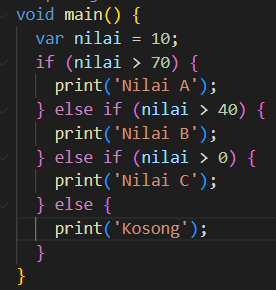 void main() {
  var nilai = 10;
  if (nilai > 70) {
    print('Nilai A');
  } else if (nilai > 40) {
    print('Nilai B');
  } else if (nilai > 0) {
    print('Nilai C');
  } else {
    print('Kosong');
  }
}